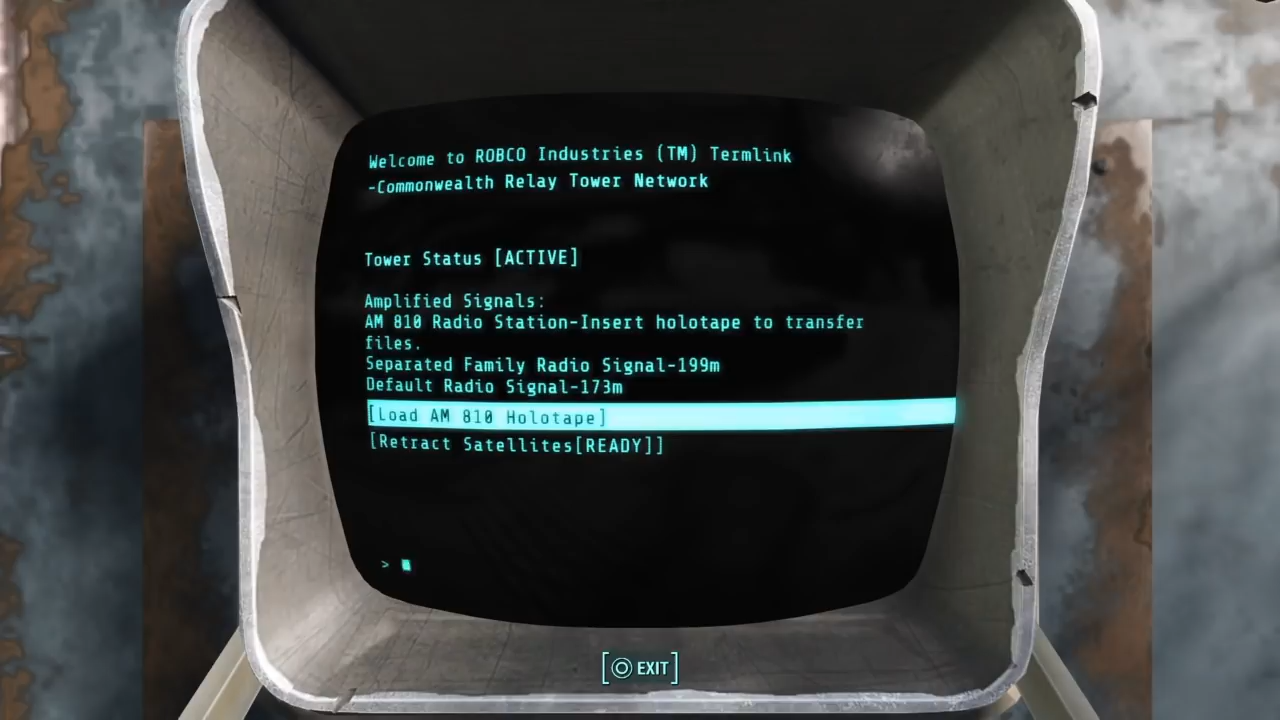 Welcome to ROBCO Industries (TM) Termlink
-Commonwealth Relay Tower Network
Tower Status [ACTIVE]
Amplified Signals:
AM 810 Radio Station-Insert holotape to transfer
files.
Separated Family Radio Signal-199m
Default Radio Signal-173m
[Load AM 810 Holotape]
[Retract Satellites[READY]]
>
[◎ EXIT]